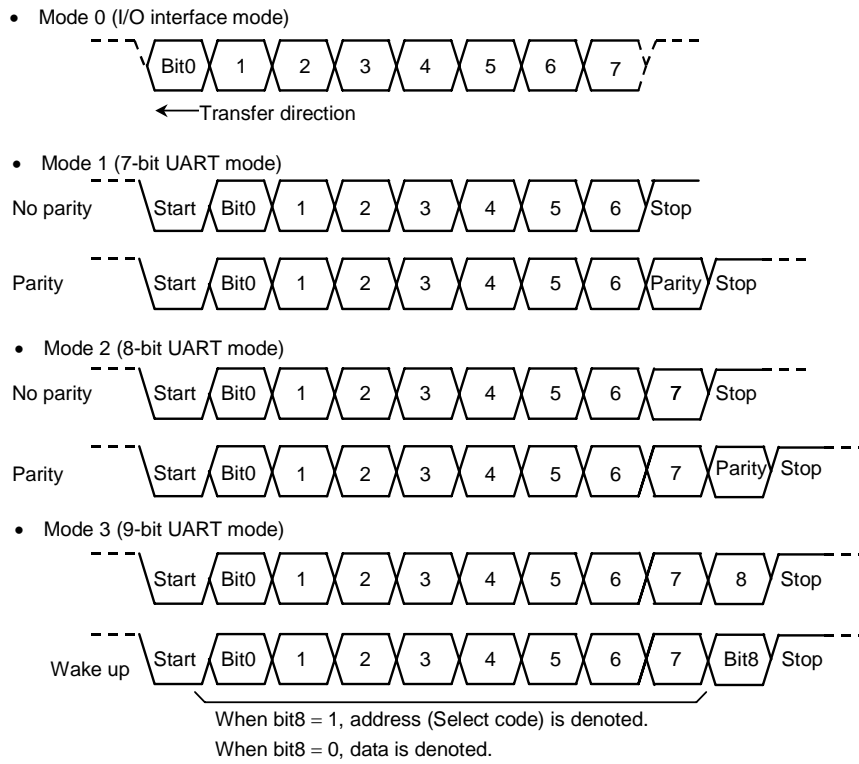 • Mode 0 (I/O interface mode)
Bit0 1 2 3 4 5 6 7
Transfer direction
• Mode 1 (7-bit UART mode)
No parity Start Bit0 1 2 3 4 5 6 Stop
Parity Start Bit0 1 2 3 4 5 6 Parity Stop
• Mode 2 (8-bit UART mode)
No parity Start Bit0 1 2 3 4 5 6 7 Stop
Parity Start Bit0 1 2 3 4 5 6 7 Parity Stop
• Mode 3 (9-bit UART mode)
Start Bit0 1 2 3 4 5 6 7 8 Stop
Wake up Start Bit0 1 2 3 4 5 6 7 Bit8 Stop
When bit8 = 1, address (Select code) is denoted.
When bit8 = 0, data is denoted.